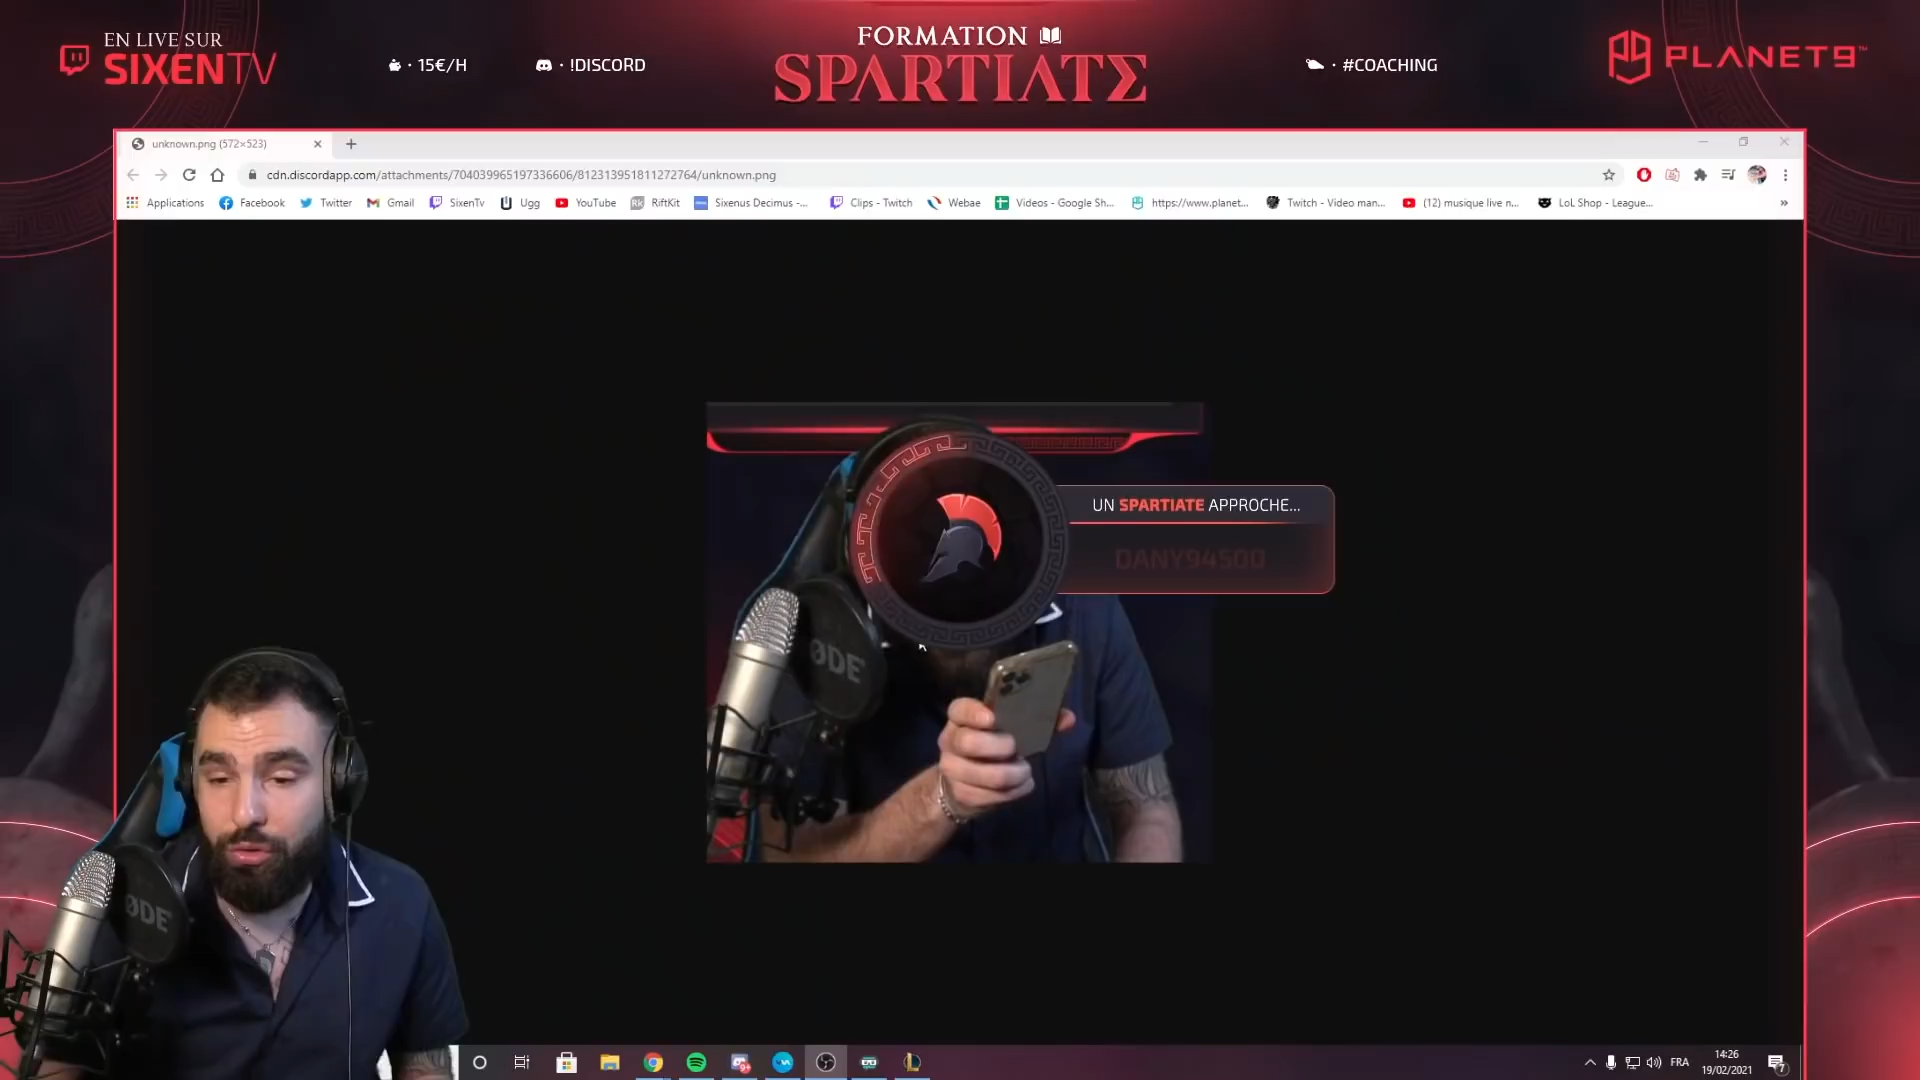 EN LIVE SUR
SIXENTV
· 15€/H
· !DISCORD
FORMATION
SPARTIATE
· #COACHING
PLANET9™
unknown.png (572×523)
cdn.discordapp.com/attachments/704039965197336606/812313951811272764/unknown.png
Applications Facebook Twitter Gmail SixenTv Ugg YouTube RiftKit Sixenus Decimus -... Clips - Twitch Webae Videos - Google Sh... https://www.planet... Twitch - Video man... (12) musique live n... LoL Shop - League... »
UN SPARTIATE APPROCHE...
DANY94500
ØDE
ØDE
FRA
14:26
19/02/2021